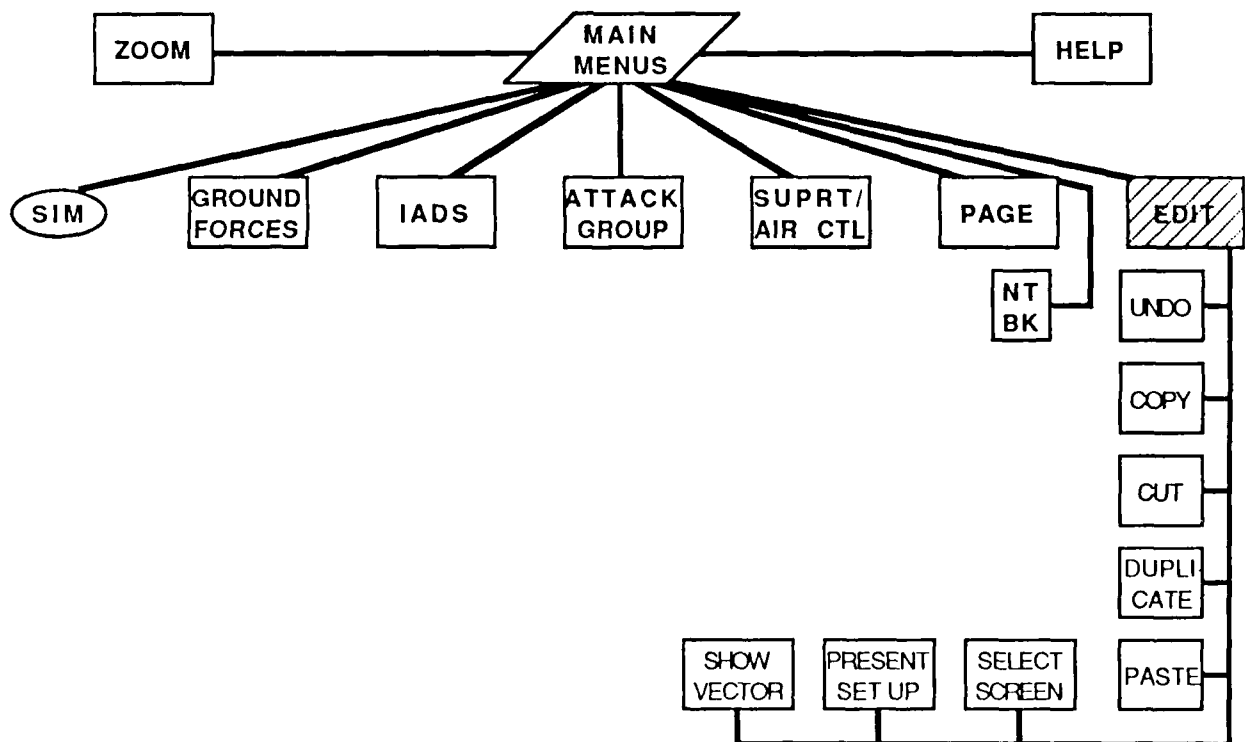 ZOOM
MAIN
MENUS
HELP
SIM
GROUND
FORCES
IADS
ATTACK
GROUP
SUPRT/
AIR CTL
PAGE
EDIT
NT
BK
UNDO
COPY
CUT
DUPLI-
CATE
SHOW
VECTOR
PRESENT
SET UP
SELECT
SCREEN
PASTE